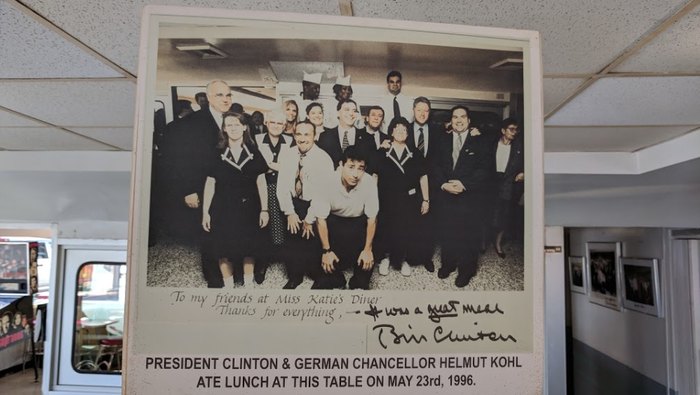 To my friends at Miss Katie's Diner
Thanks for everything, - It was a great meal
Bill Clinton
PRESIDENT CLINTON & GERMAN CHANCELLOR HELMUT KOHL
ATE LUNCH AT THIS TABLE ON MAY 23rd, 1996.